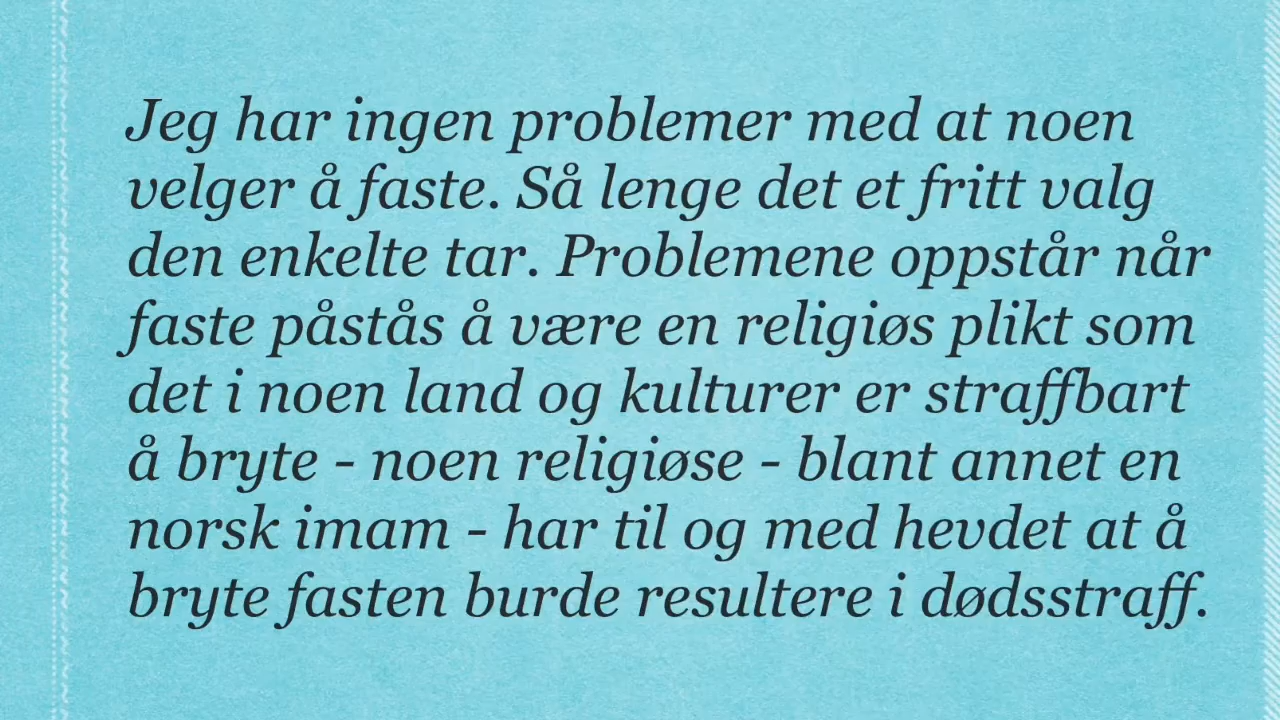 Jeg har ingen problemer med at noen
velger å faste. Så lenge det et fritt valg
den enkelte tar. Problemene oppstår når
faste påstås å være en religiøs plikt som
det i noen land og kulturer er straffbart
å bryte - noen religiøse - blant annet en
norsk imam - har til og med hevdet at å
bryte fasten burde resultere i dødsstraff.